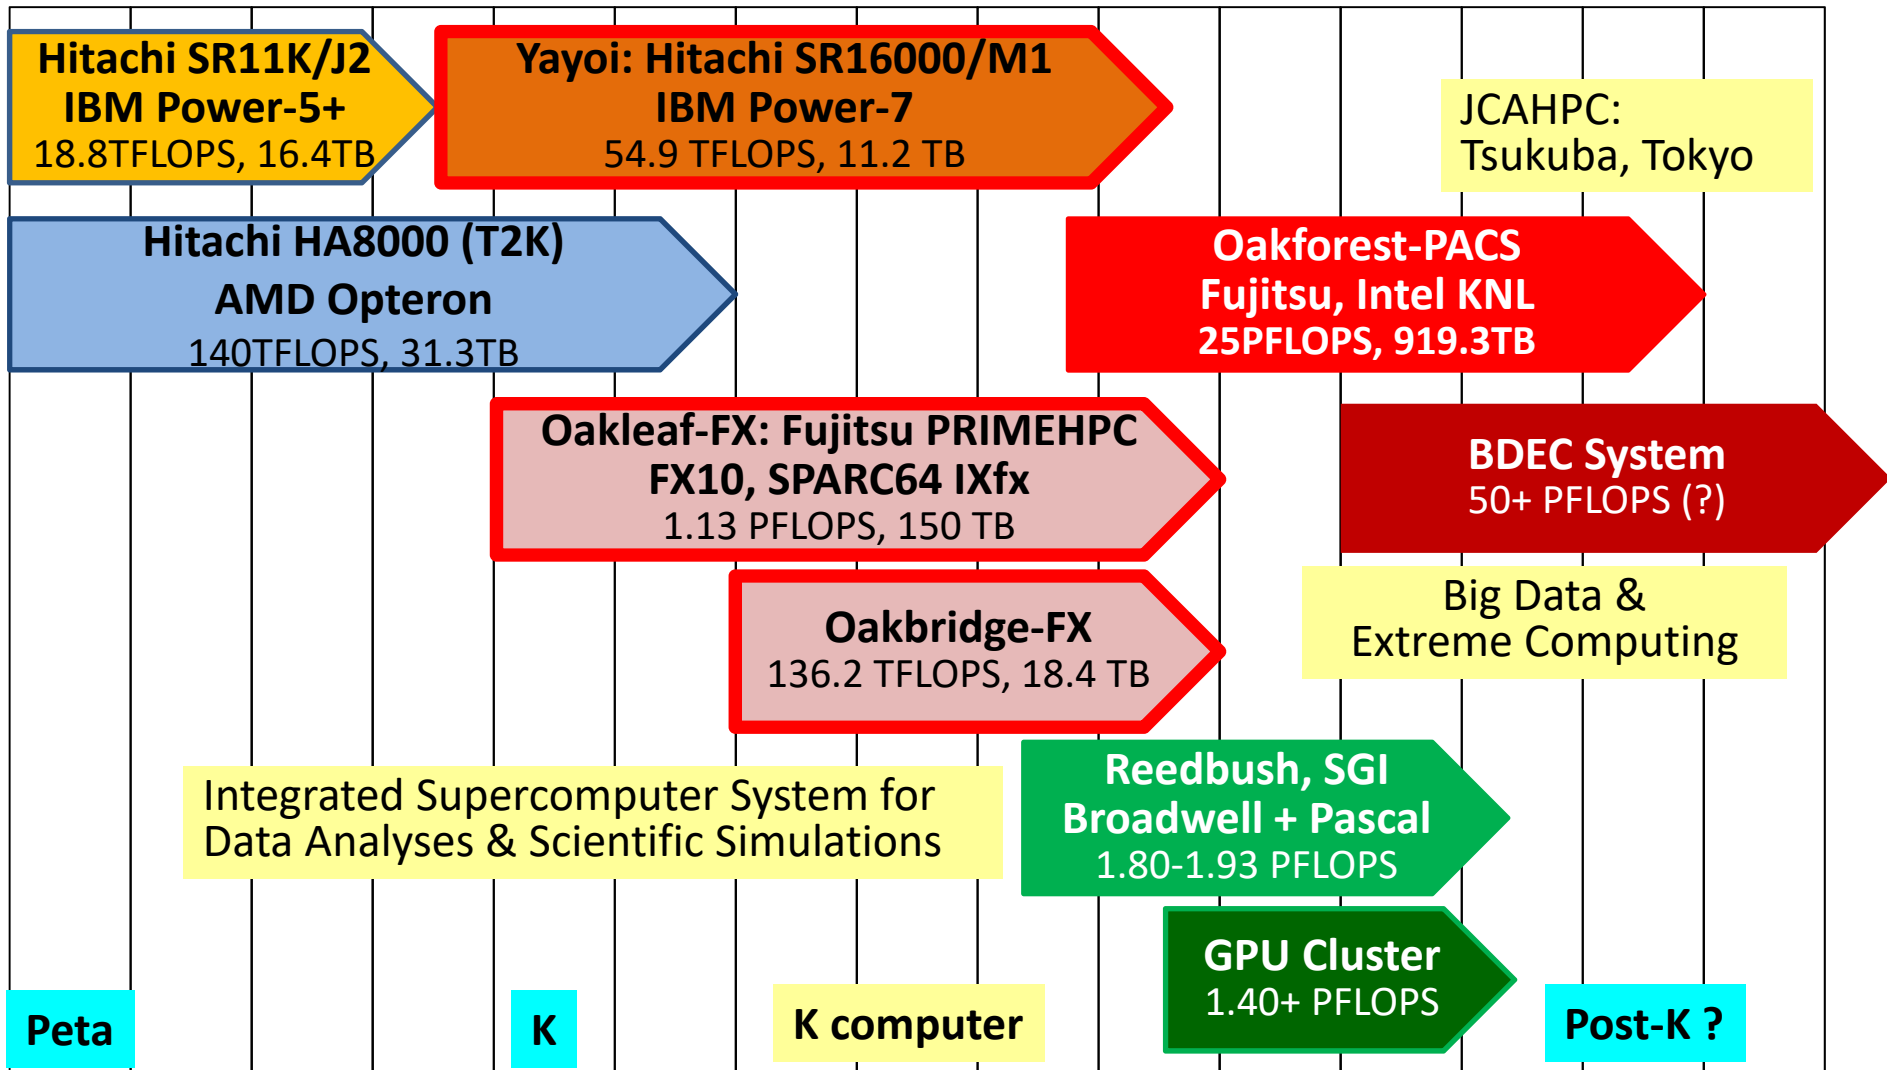 Hitachi SR11K/J2
IBM Power-5+
18.8TFLOPS, 16.4TB
Yayoi: Hitachi SR16000/M1
IBM Power-7
54.9 TFLOPS, 11.2 TB
JCAHPC:
Tsukuba, Tokyo
Hitachi HA8000 (T2K)
AMD Opteron
140TFLOPS, 31.3TB
Oakforest-PACS
Fujitsu, Intel KNL
25PFLOPS, 919.3TB
Oakleaf-FX: Fujitsu PRIMEHPC
FX10, SPARC64 IXfx
1.13 PFLOPS, 150 TB
BDEC System
50+ PFLOPS (?)
Oakbridge-FX
136.2 TFLOPS, 18.4 TB
Big Data &
Extreme Computing
Integrated Supercomputer System for
Data Analyses & Scientific Simulations
Reedbush, SGI
Broadwell + Pascal
1.80-1.93 PFLOPS
GPU Cluster
1.40+ PFLOPS
Peta
K
K computer
Post-K ?